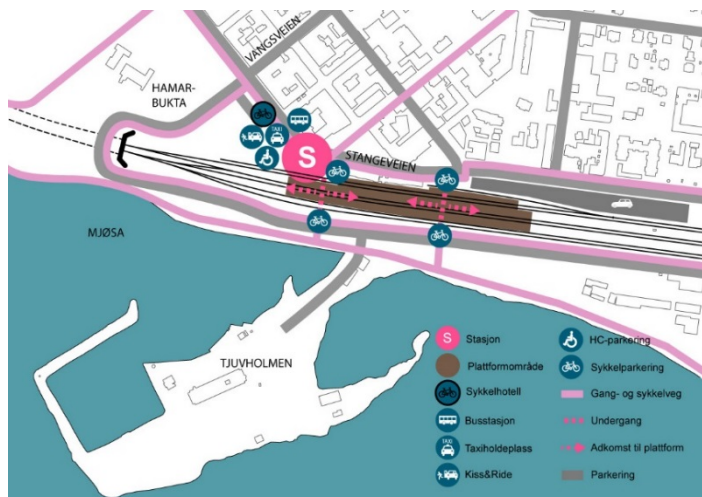 VANGSVEIEN
HAMAR-
BUKTA
TAXI
S
STANGEVEIEN
MJØSA
TJUVHOLMEN
S Stasjon
Plattformområde
Sykkelhotell
Busstasjon
TAXI Taxiholdeplass
Kiss&Ride
HC-parkering
Sykkelparkering
Gang- og sykkelveg
Undergang
Adkomst til plattform
Parkering